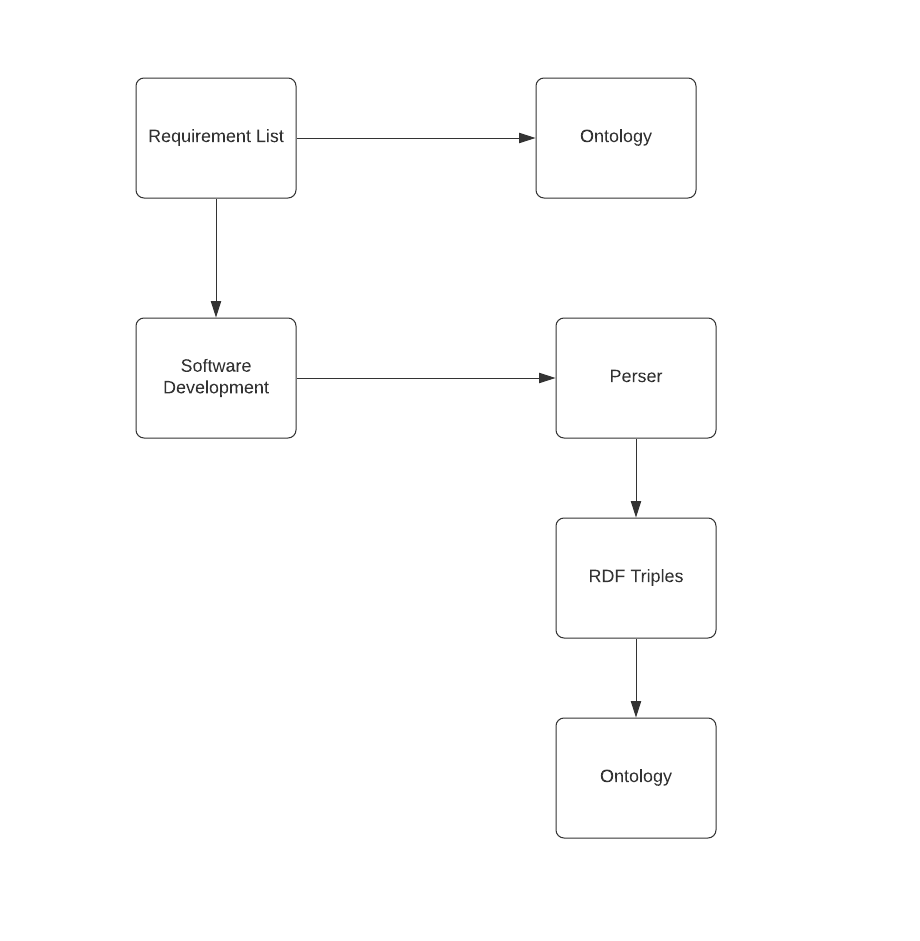 Requirement List
Ontology
Software
Development
Perser
RDF Triples
Ontology